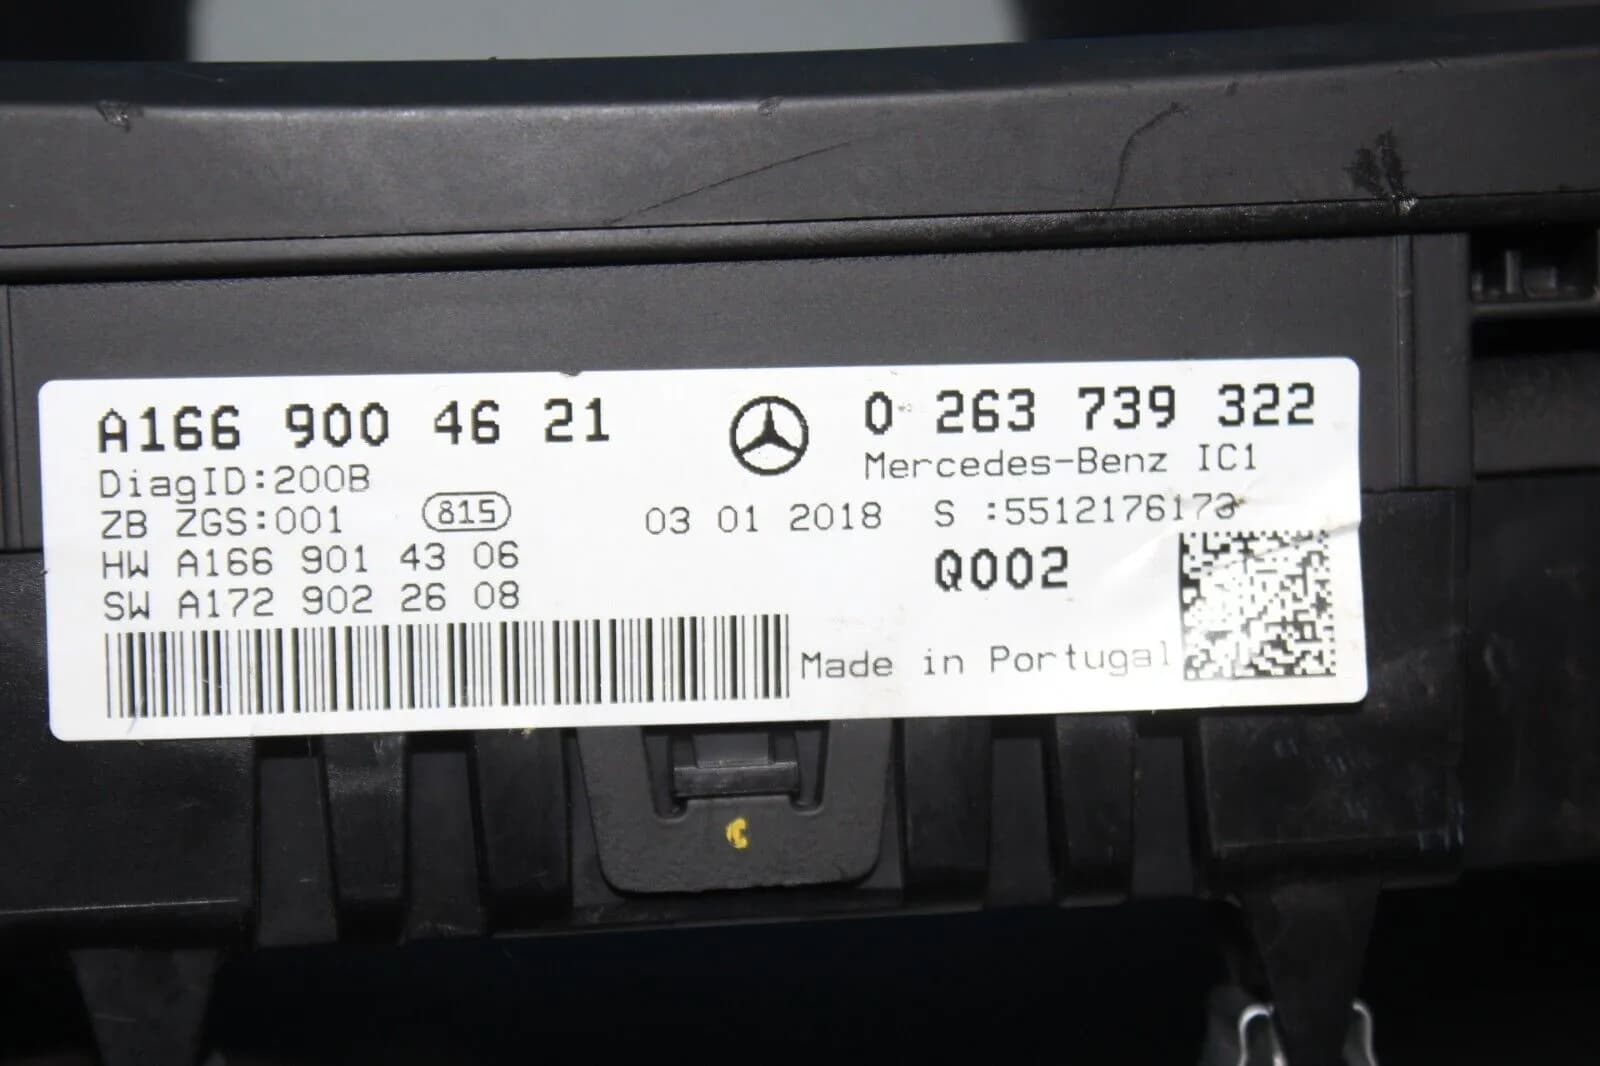 A166 900 46 21
DiagID:200B
ZB ZGS:001 815
HW A166 901 43 06
SW A172 902 26 08
0 263 739 322
Mercedes-Benz IC1
03 01 2018 S :5512176173
Q002
Made in Portugal